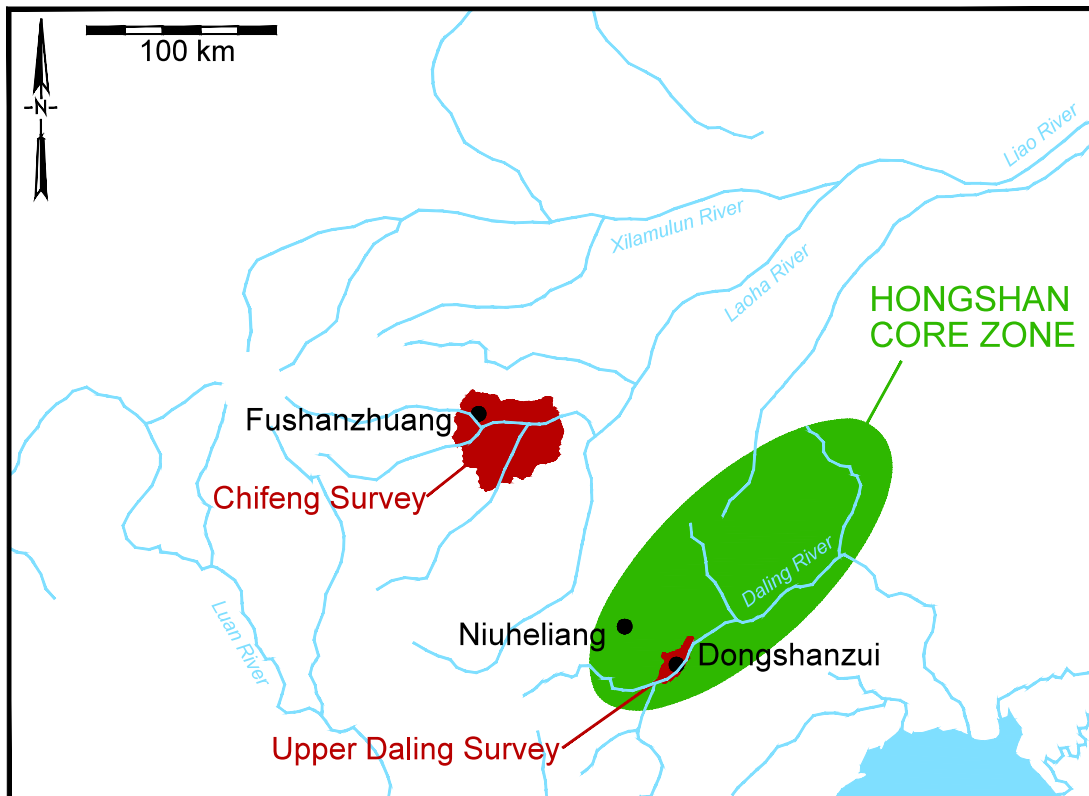 100 km
N
Liao River
Xilamulun River
Laoha River
HONGSHAN
CORE ZONE
Fushanzhuang
Chifeng Survey
Daling River
Luan River
Niuheliang
Dongshanzui
Upper Daling Survey